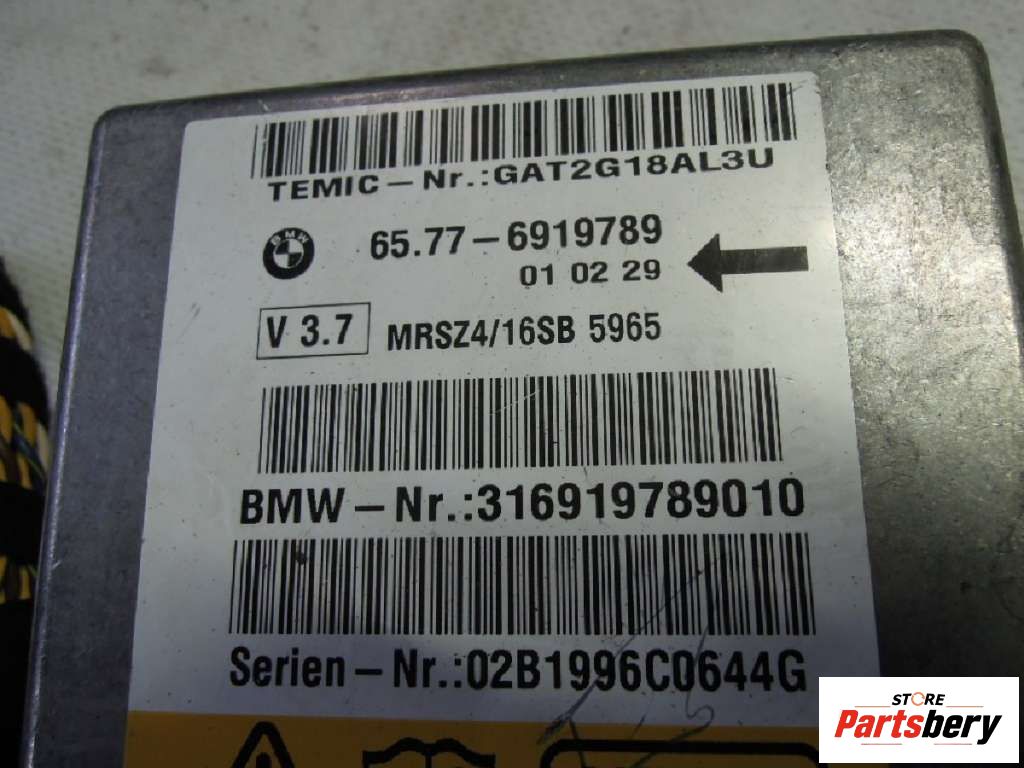 TEMIC-Nr.:GAT2G18AL3U
BMW
65.77-6919789
01 02 29
V 3.7
MRSZ4/16SB 5965
BMW-Nr.:316919789010
Serien-Nr.:02B1996C0644G
STORE
Partsbery